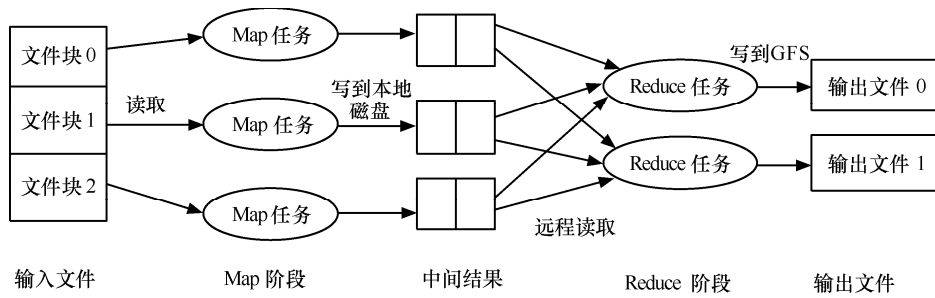 文件块0
文件块1
文件块2
读取
Map 任务
Map 任务
Map 任务
写到本地
磁盘
Reduce 任务
Reduce 任务
远程读取
写到GFS
输出文件 0
输出文件 1
输入文件
Map 阶段
中间结果
Reduce 阶段
输出文件